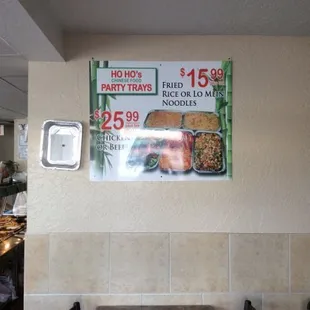 HO HO's
CHINESE FOOD
PARTY TRAYS
$15.99
FRIED
RICE OR LO MEIN
NOODLES
$25.99
CHICKEN
OR BEEF